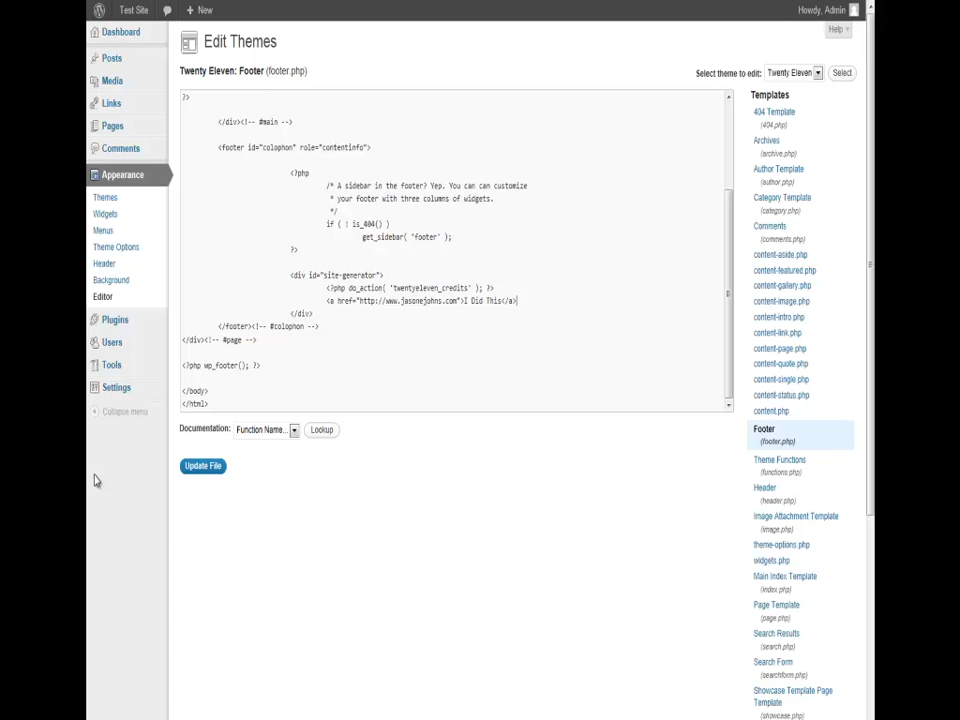 Test Site
New
Howdy, Admin
Help
Dashboard
Posts
Media
Links
Pages
Comments
Appearance
Themes
Widgets
Menus
Theme Options
Header
Background
Editor
Plugins
Users
Tools
Settings
Collapse menu
Edit Themes
Twenty Eleven: Footer (footer.php)
Select theme to edit: Twenty Eleven Select
?>
</div><!-- #main -->
<footer id="colophon" role="contentinfo">
<?php
/* A sidebar in the footer? Yep. You can can customize
* your footer with three columns of widgets.
*/
if ( ! is_404() )
get_sidebar( 'footer' );
?>
<div id="site-generator">
<?php do_action( 'twentyeleven_credits' ); ?>
<a href="http://www.jasonejohns.com">I Did This</a>
</div>
</footer><!-- #colophon -->
</div><!-- #page -->
<?php wp_footer(); ?>
</body>
</html>
Documentation: Function Name... Lookup
Update File
Templates
404 Template
(404.php)
Archives
(archive.php)
Author Template
(author.php)
Category Template
(category.php)
Comments
(comments.php)
content-aside.php
content-featured.php
content-gallery.php
content-image.php
content-intro.php
content-link.php
content-page.php
content-quote.php
content-single.php
content-status.php
content.php
Footer
(footer.php)
Theme Functions
(functions.php)
Header
(header.php)
Image Attachment Template
(image.php)
theme-options.php
widgets.php
Main Index Template
(index.php)
Page Template
(page.php)
Search Results
(search.php)
Search Form
(searchform.php)
Showcase Template Page
Template
(showcase.php)